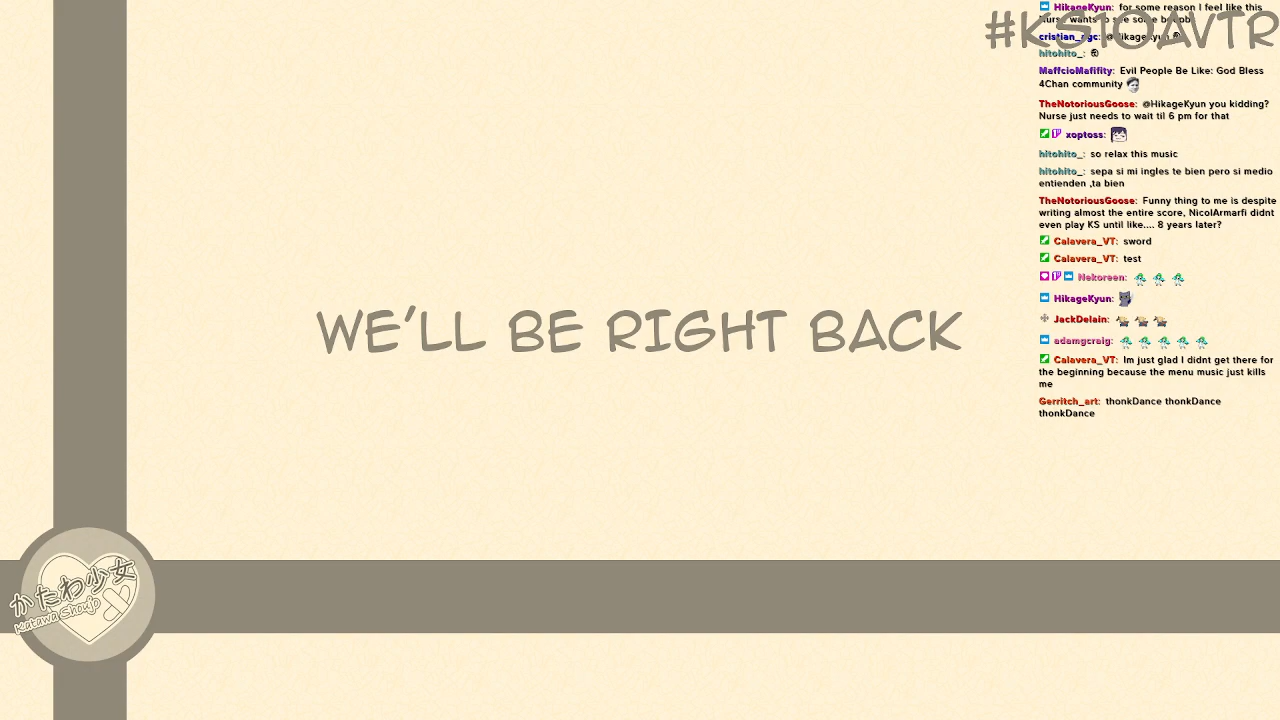 #KS10AVTR
HikageKyun: for some reason I feel like this
Nurse wants to see some
cristian_agc: @HikageKyun
hitohito_:
MaffcioMafifity: Evil People Be Like: God Bless
4Chan community
TheNotoriousGoose: @HikageKyun you kidding?
Nurse just needs to wait til 6 pm for that
xoptoss:
hitohito_: so relax this music
hitohito_: sepa si mi ingles te bien pero si medio
entienden ,ta bien
TheNotoriousGoose: Funny thing to me is despite
writing almost the entire score, NicolArmarfi didnt
even play KS until like.... 8 years later?
Calavera_VT: sword
Calavera_VT: test
Nekoreen:
HikageKyun:
JackDelain:
adamgcraig:
Calavera_VT: Im just glad I didnt get there for
the beginning because the menu music just kills
me
Gerritch_art: thonkDance thonkDance
thonkDance
WE'LL BE RIGHT BACK
かたわ少女
Katawa Shoujo